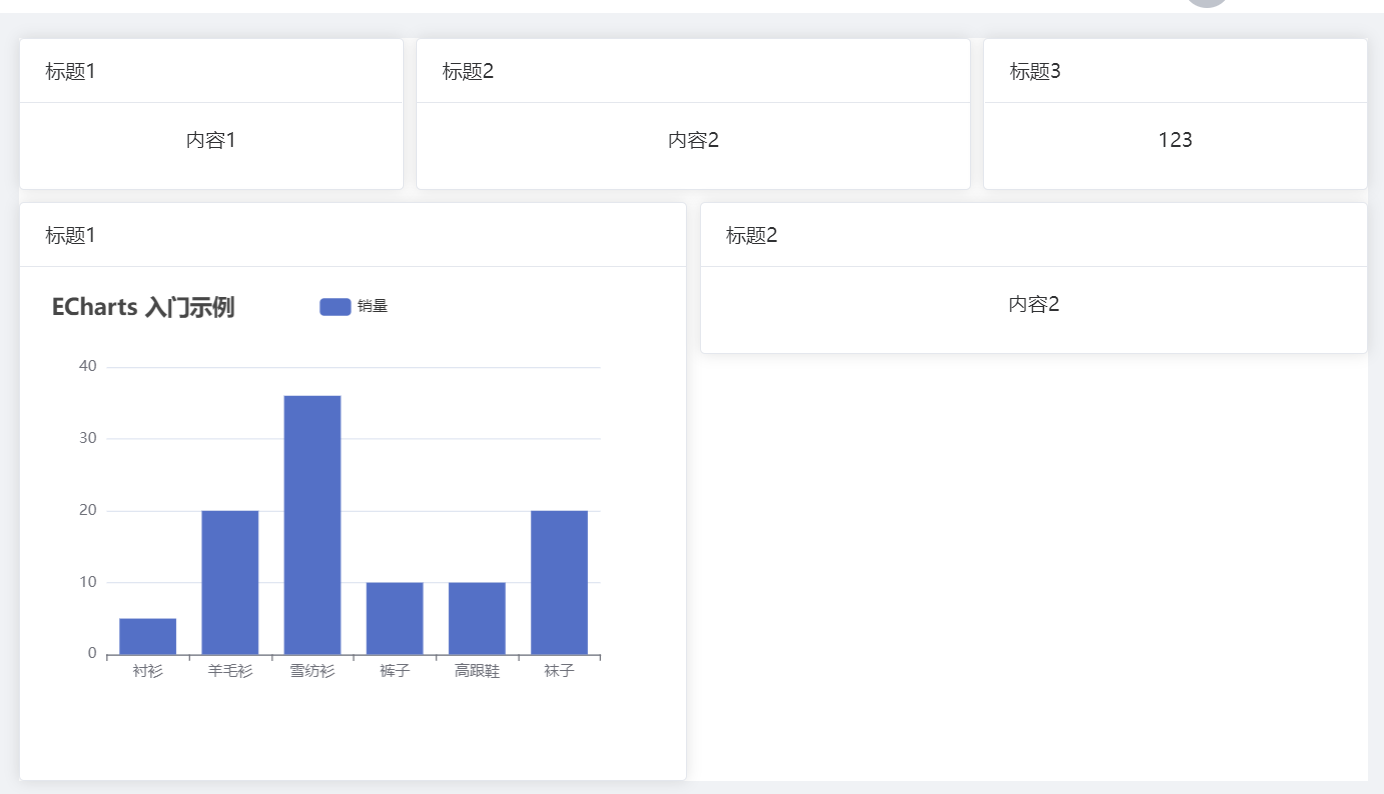 标题1
标题2
标题3
内容1
内容2
123
标题1
标题2
ECharts 入门示例
销量
内容2
40
30
20
10
0
衬衫
羊毛衫
雪纺衫
裤子
高跟鞋
袜子